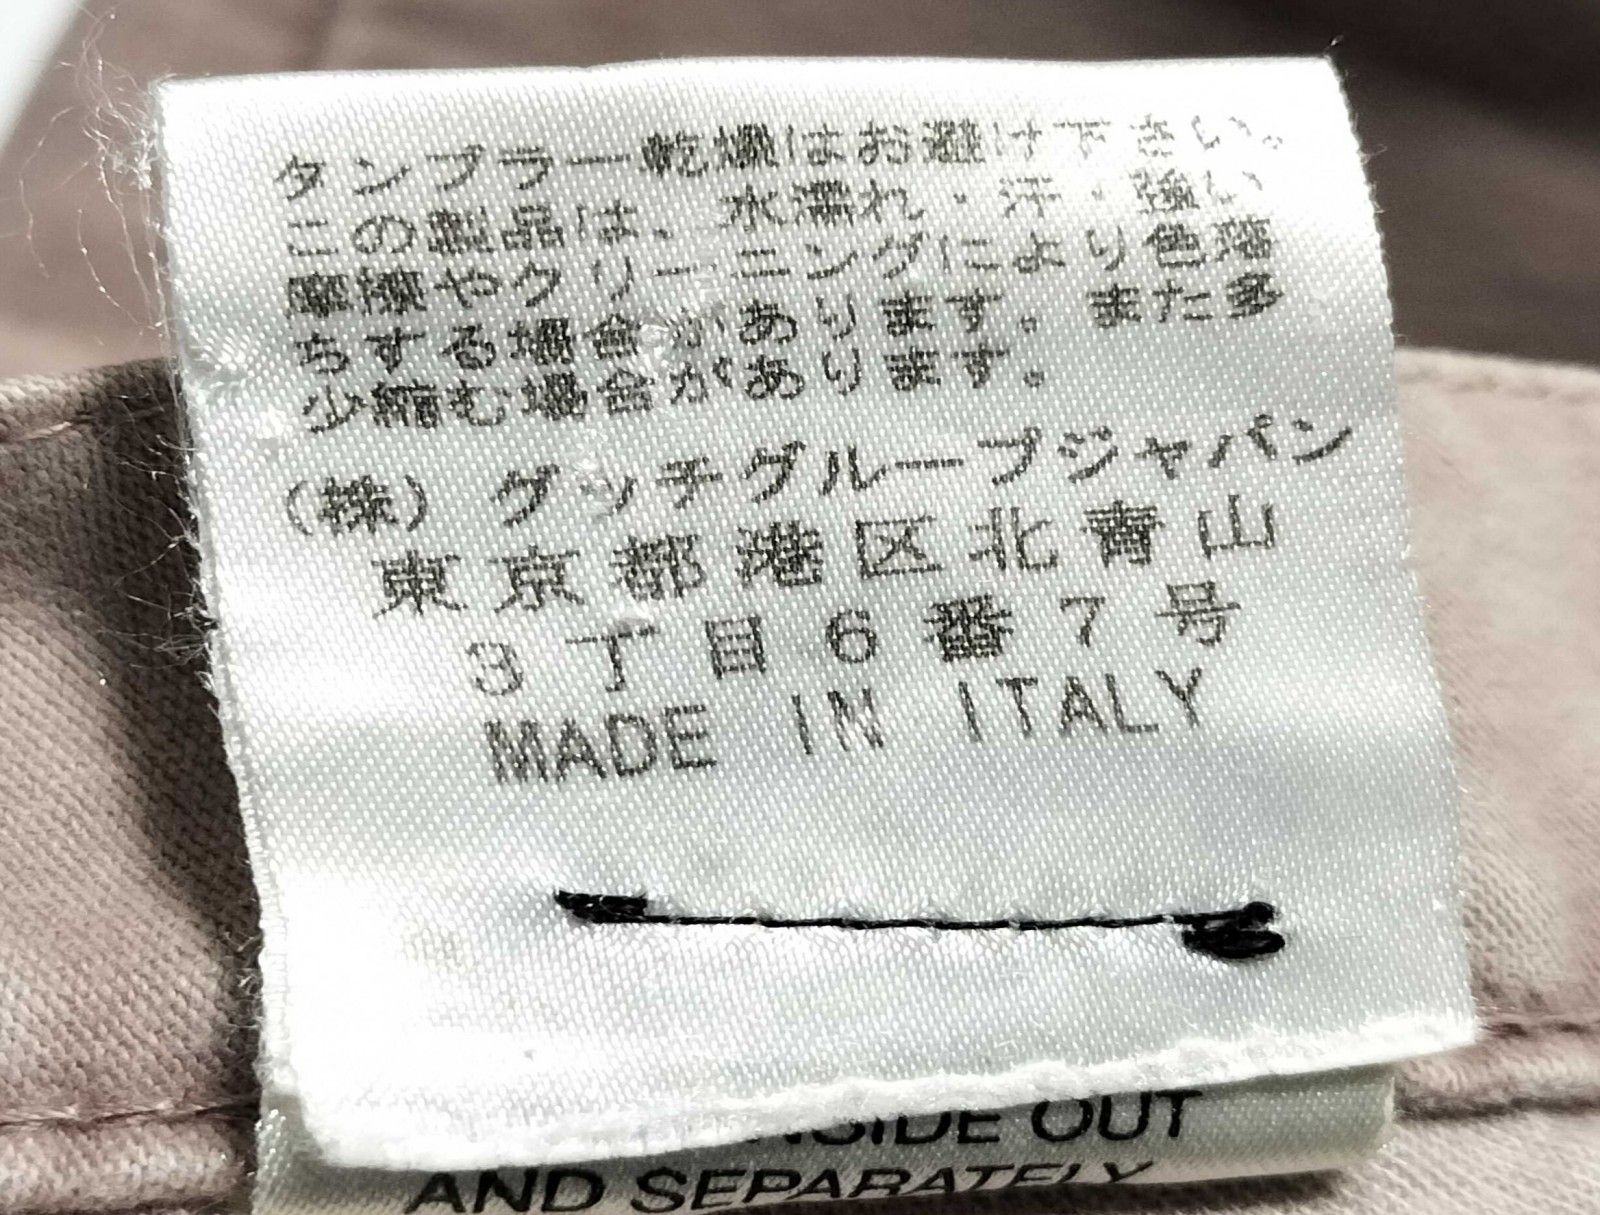 タンブラー乾燥はお避け下さい。
この製品は、水濡れ・汗・強い
摩擦やクリーニングにより色落
ちする場合があります。また多
少縮む場合があります。
(株) グッチグループジャパン
東京都港区北青山
3丁目6番7号
MADE IN ITALY
INSIDE OUT
AND SEPARATELY